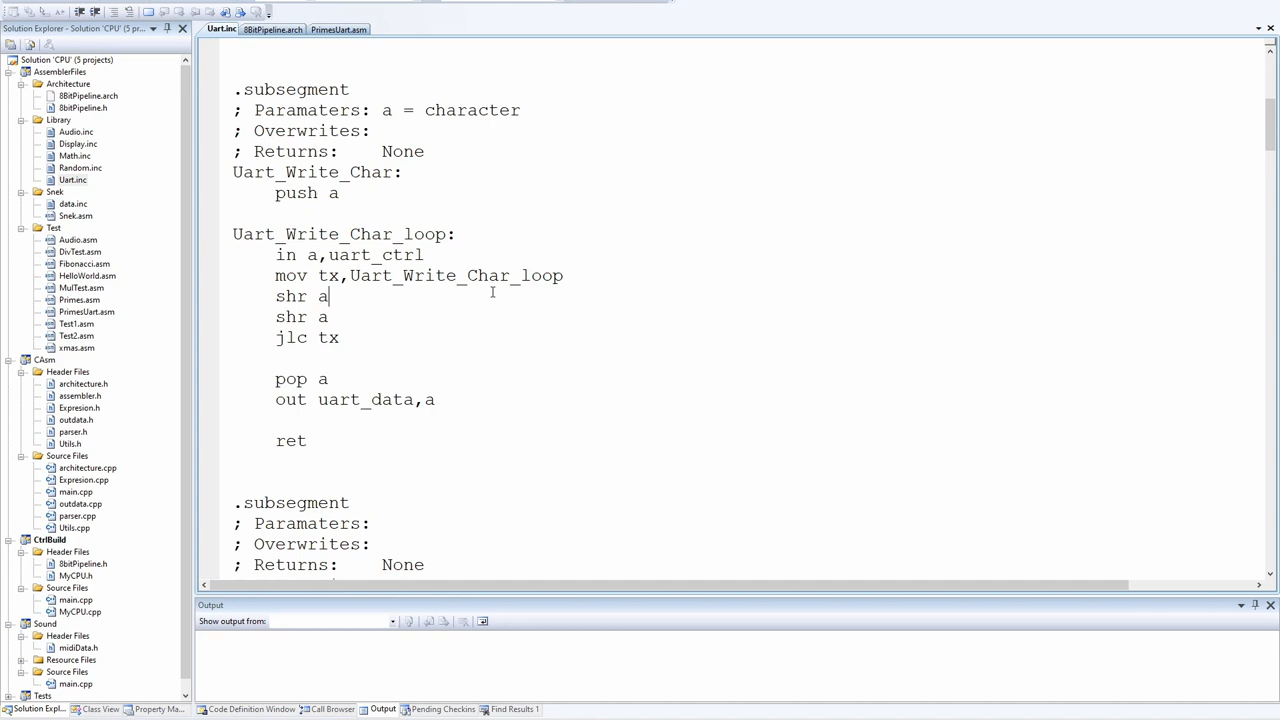 Solution Explorer - Solution 'CPU' (5 pr...
Uart.inc
8BitPipeline.arch
PrimesUart.asm
Solution 'CPU' (5 projects)
AssemblerFiles
Architecture
8BitPipeline.arch
8bitPipeline.h
Library
Audio.inc
Display.inc
Math.inc
Random.inc
Uart.inc
Snek
data.inc
Snek.asm
Test
Audio.asm
DivTest.asm
Fibonacci.asm
HelloWorld.asm
MulTest.asm
Primes.asm
PrimesUart.asm
Test1.asm
Test2.asm
xmas.asm
CAsm
Header Files
architecture.h
assembler.h
Expresion.h
outdata.h
parser.h
Utils.h
Source Files
architecture.cpp
Expresion.cpp
main.cpp
outdata.cpp
parser.cpp
Utils.cpp
CtrlBuild
Header Files
8bitPipeline.h
MyCPU.h
Source Files
main.cpp
MyCPU.cpp
Sound
Header Files
midiData.h
Resource Files
Source Files
main.cpp
Tests
.subsegment
; Paramaters: a = character
; Overwrites:
; Returns:    None
Uart_Write_Char:
    push a
Uart_Write_Char_loop:
    in a,uart_ctrl
    mov tx,Uart_Write_Char_loop
    shr a
    shr a
    jlc tx
    pop a
    out uart_data,a
    ret
.subsegment
; Paramaters:
; Overwrites:
; Returns:    None
Output
Show output from:
Solution Expl...
Class View
Property Ma...
Code Definition Window
Call Browser
Output
Pending Checkins
Find Results 1